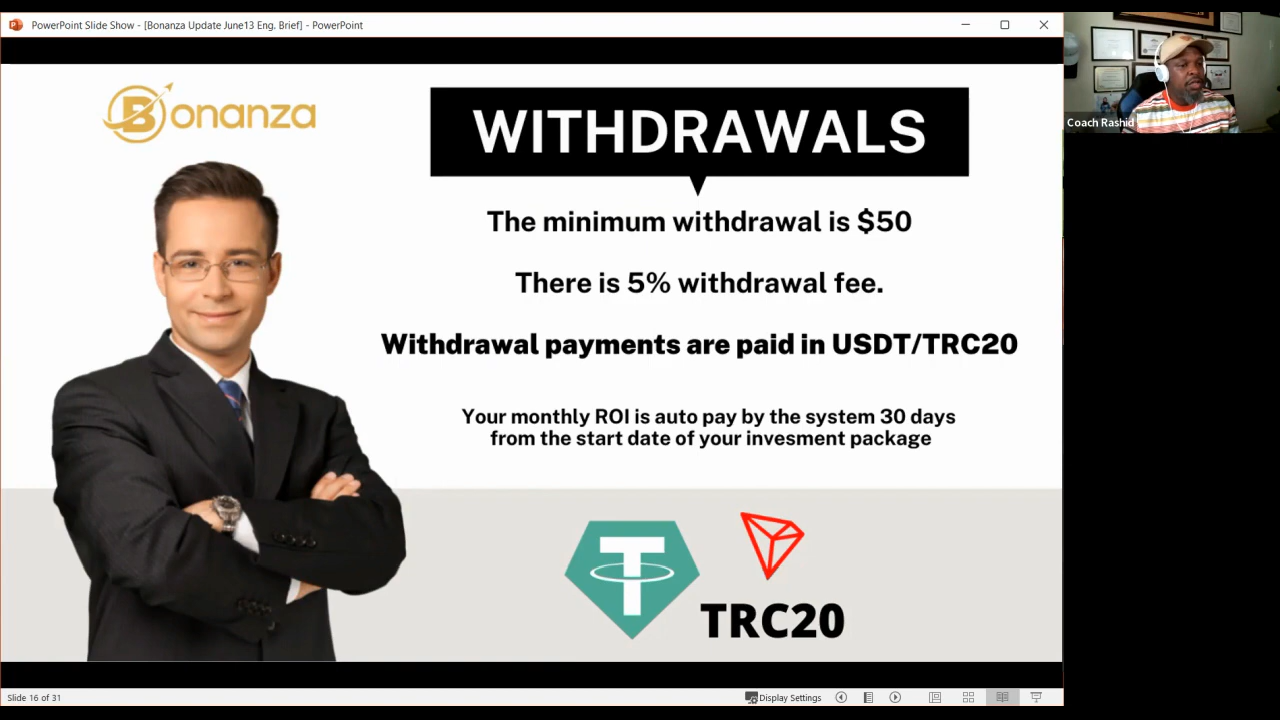 PowerPoint Slide Show - [Bonanza Update June13 Eng. Brief] - PowerPoint
Bonanza
WITHDRAWALS
The minimum withdrawal is $50
There is 5% withdrawal fee.
Withdrawal payments are paid in USDT/TRC20
Your monthly ROI is auto pay by the system 30 days
from the start date of your invesment package
TRC20
Coach Rashid
Slide 16 of 31
Display Settings